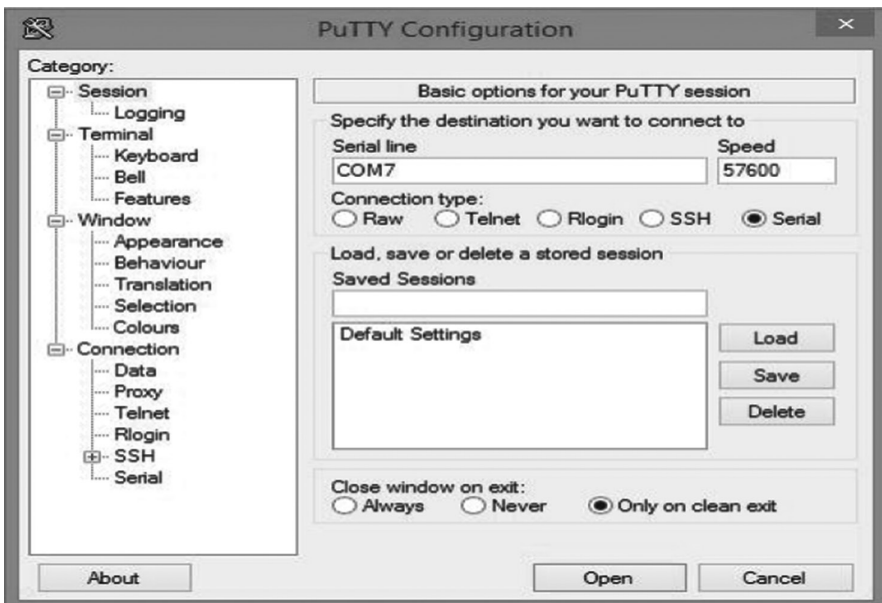 PuTTY Configuration
Category:
Session
Logging
Terminal
Keyboard
Bell
Features
Window
Appearance
Behaviour
Translation
Selection
Colours
Connection
Data
Proxy
Telnet
Rlogin
SSH
Serial
Basic options for your PuTTY session
Specify the destination you want to connect to
Serial line Speed
COM7 57600
Connection type:
Raw Telnet Rlogin SSH Serial
Load, save or delete a stored session
Saved Sessions
Default Settings
Load
Save
Delete
Close window on exit:
Always Never Only on clean exit
About Open Cancel